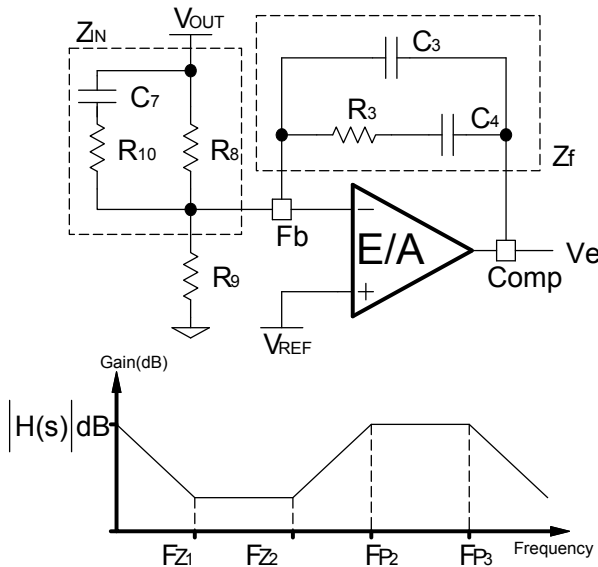 ZIN
VOUT
C7
R10
R8
R9
C3
R3
C4
Zf
Fb
E/A
Ve
Comp
VREF
Gain(dB)
|H(s)|dB
FZ1
FZ2
FP2
FP3
Frequency